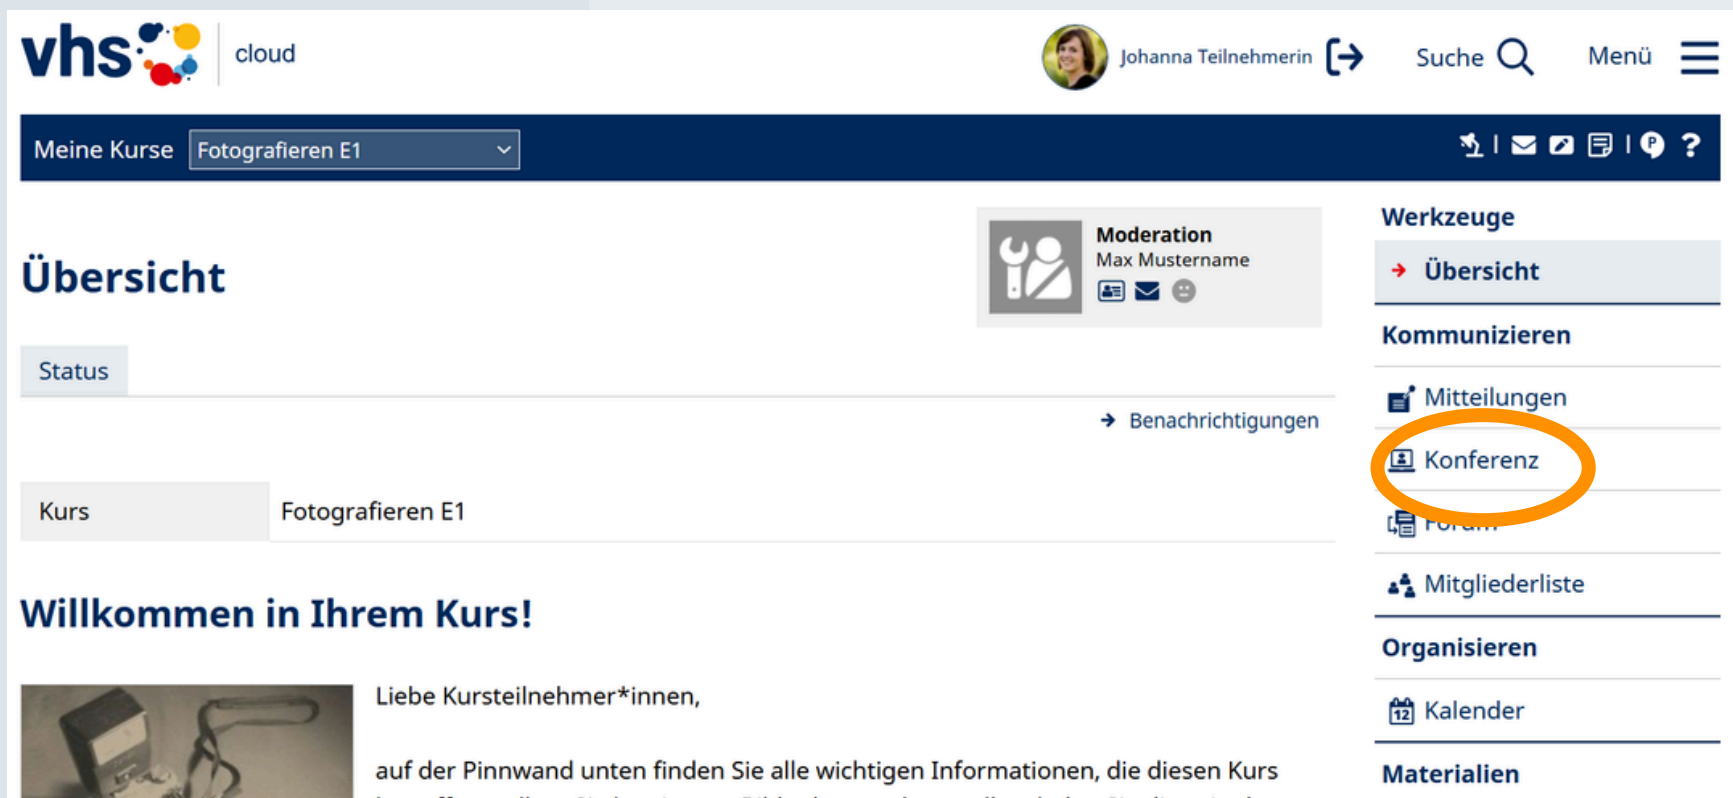 vhs cloud
Johanna Teilnehmerin
Suche
Menü
Meine Kurse
Fotografieren E1
Übersicht
Moderation
Max Mustername
Status
Benachrichtigungen
Kurs
Fotografieren E1
Willkommen in Ihrem Kurs!
Liebe Kursteilnehmer*innen,
auf der Pinnwand unten finden Sie alle wichtigen Informationen, die diesen Kurs
Werkzeuge
Übersicht
Kommunizieren
Mitteilungen
Konferenz
Forum
Mitgliederliste
Organisieren
12 Kalender
Materialien